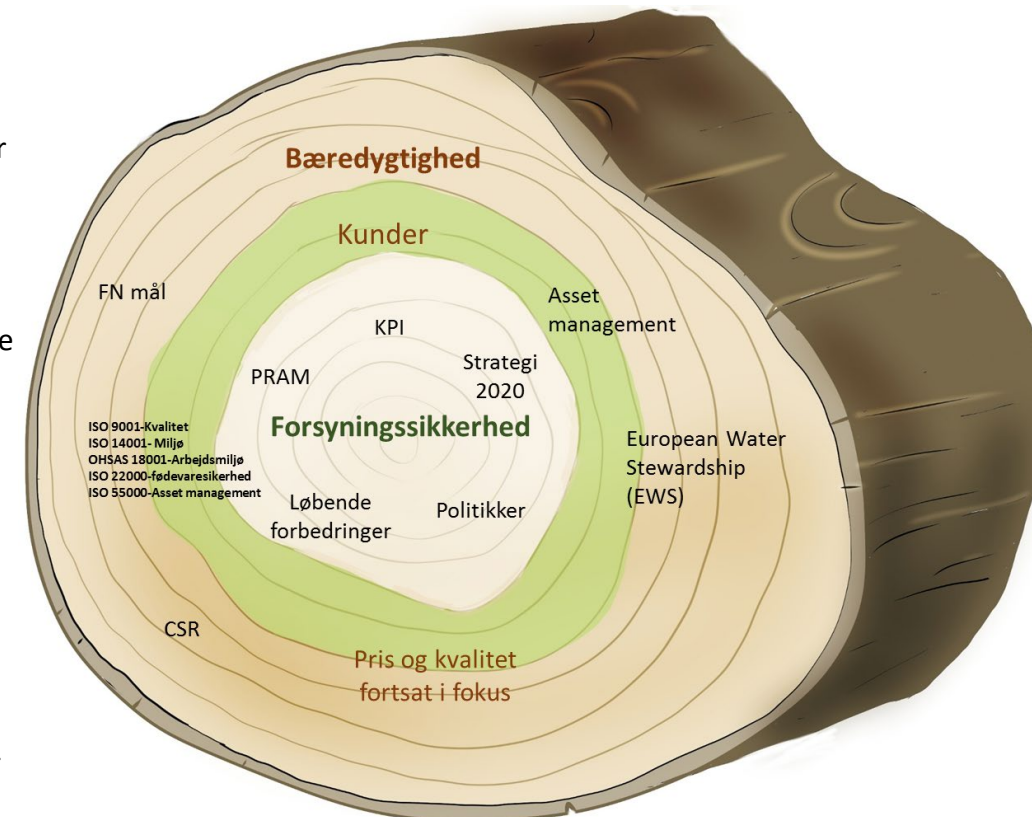 r
e
Bæredygtighed
Kunder
FN mål
Asset
management
KPI
Strategi
2020
PRAM
Forsyningssikkerhed
ISO 9001-Kvalitet
ISO 14001- Miljø
OHSAS 18001-Arbejdsmiljø
ISO 22000-fødevaresikerhed
ISO 55000-Asset management
European Water
Stewardship
(EWS)
Løbende
forbedringer
Politikker
CSR
Pris og kvalitet
fortsat i fokus